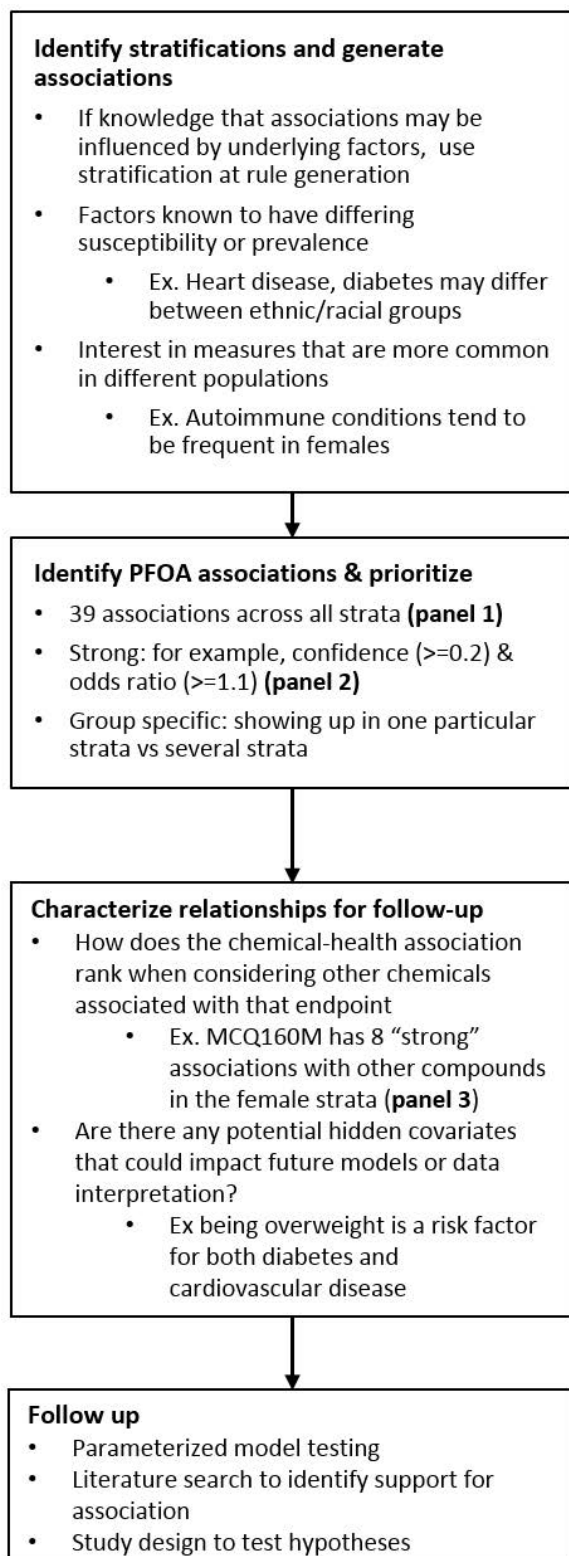 Identify stratifications and generate
associations
• If knowledge that associations may be
influenced by underlying factors,  use
stratification at rule generation
• Factors known to have differing
susceptibility or prevalence
• Ex. Heart disease, diabetes may differ
between ethnic/racial groups
• Interest in measures that are more common
in different populations
• Ex. Autoimmune conditions tend to
be frequent in females
Identify PFOA associations & prioritize
• 39 associations across all strata (panel 1)
• Strong: for example, confidence (>=0.2) &
odds ratio (>=1.1) (panel 2)
• Group specific: showing up in one particular
strata vs several strata
Characterize relationships for follow-up
• How does the chemical-health association
rank when considering other chemicals
associated with that endpoint
• Ex. MCQ160M has 8 “strong”
associations with other compounds
in the female strata (panel 3)
• Are there any potential hidden covariates
that could impact future models or data
interpretation?
• Ex being overweight is a risk factor
for both diabetes and
cardiovascular disease
Follow up
• Parameterized model testing
• Literature search to identify support for
association
• Study design to test hypotheses